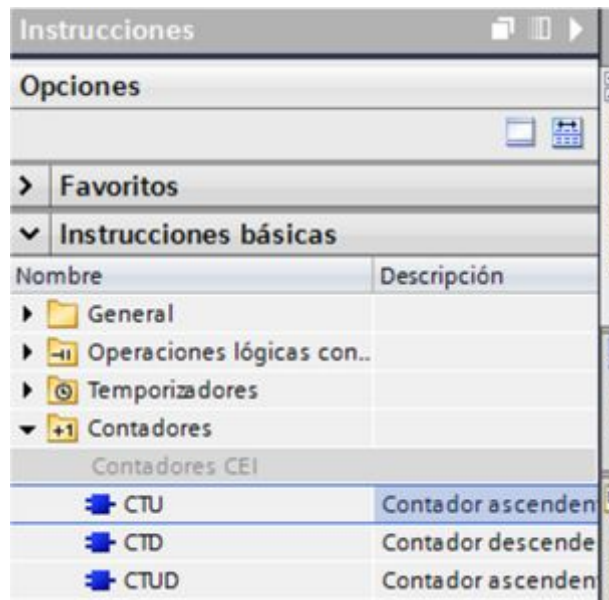 Instrucciones
Opciones
Favoritos
Instrucciones básicas
Nombre Descripción
General
Operaciones lógicas con..
Temporizadores
+1 Contadores
Contadores CEI
CTU Contador ascenden
CTD Contador descende
CTUD Contador ascenden